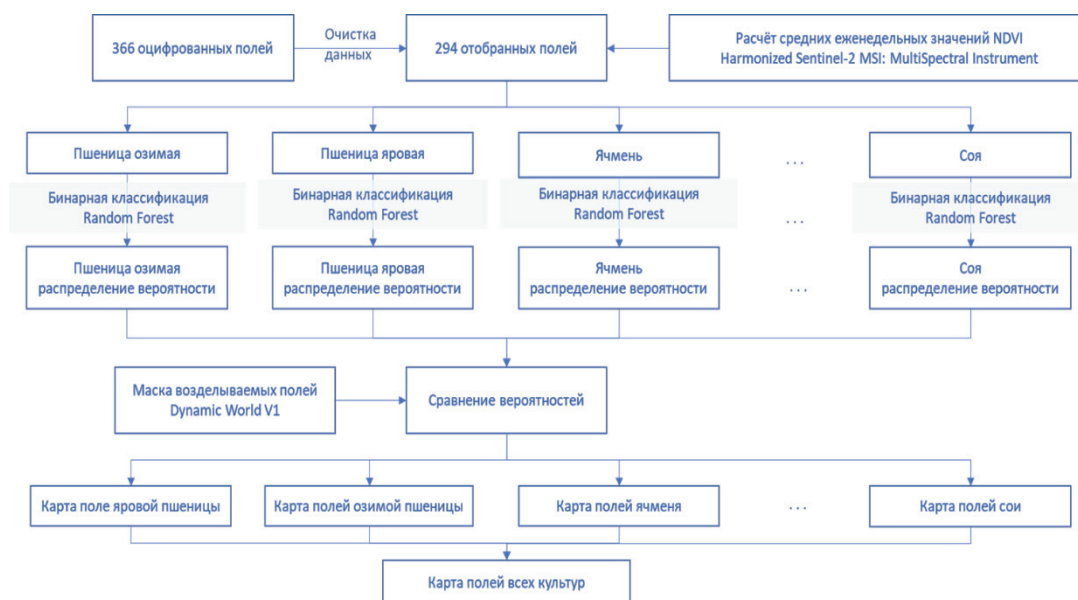 366 оцифрованных полей
Очистка
данных
294 отобранных полей
Расчёт средних еженедельных значений NDVI
Harmonized Sentinel-2 MSI: MultiSpectral Instrument
Пшеница озимая
Пшеница яровая
Ячмень
...
Соя
Бинарная классификация
Random Forest
Бинарная классификация
Random Forest
Бинарная классификация
Random Forest
...
Бинарная классификация
Random Forest
Пшеница озимая
распределение вероятности
Пшеница яровая
распределение вероятности
Ячмень
распределение вероятности
...
Соя
распределение вероятности
Маска возделываемых полей
Dynamic World V1
Сравнение вероятностей
Карта поле яровой пшеницы
Карта полей озимой пшеницы
Карта полей ячменя
...
Карта полей сои
Карта полей всех культур